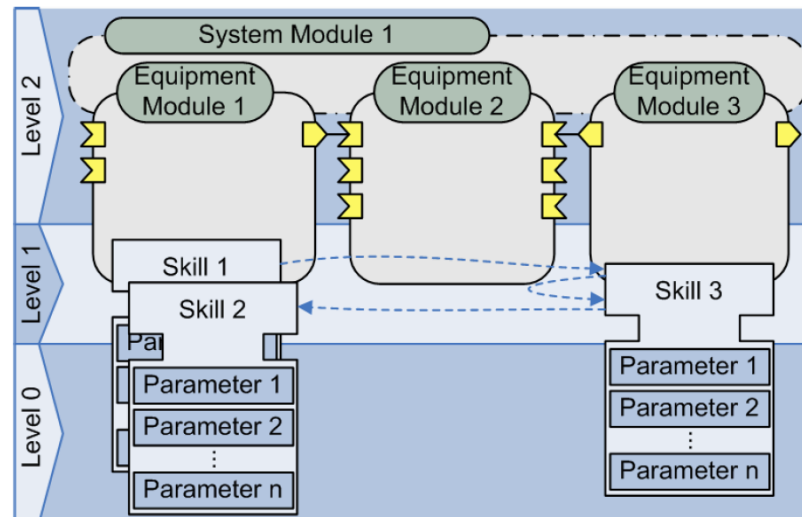 System Module 1
Equipment
Module 1
Equipment
Module 2
Equipment
Module 3
Level 2
Level 1
Level 0
Skill 1
Skill 2
Skill 3
Par
Parameter 1
Parameter 2
⋮
Parameter n
Parameter 1
Parameter 2
⋮
Parameter n